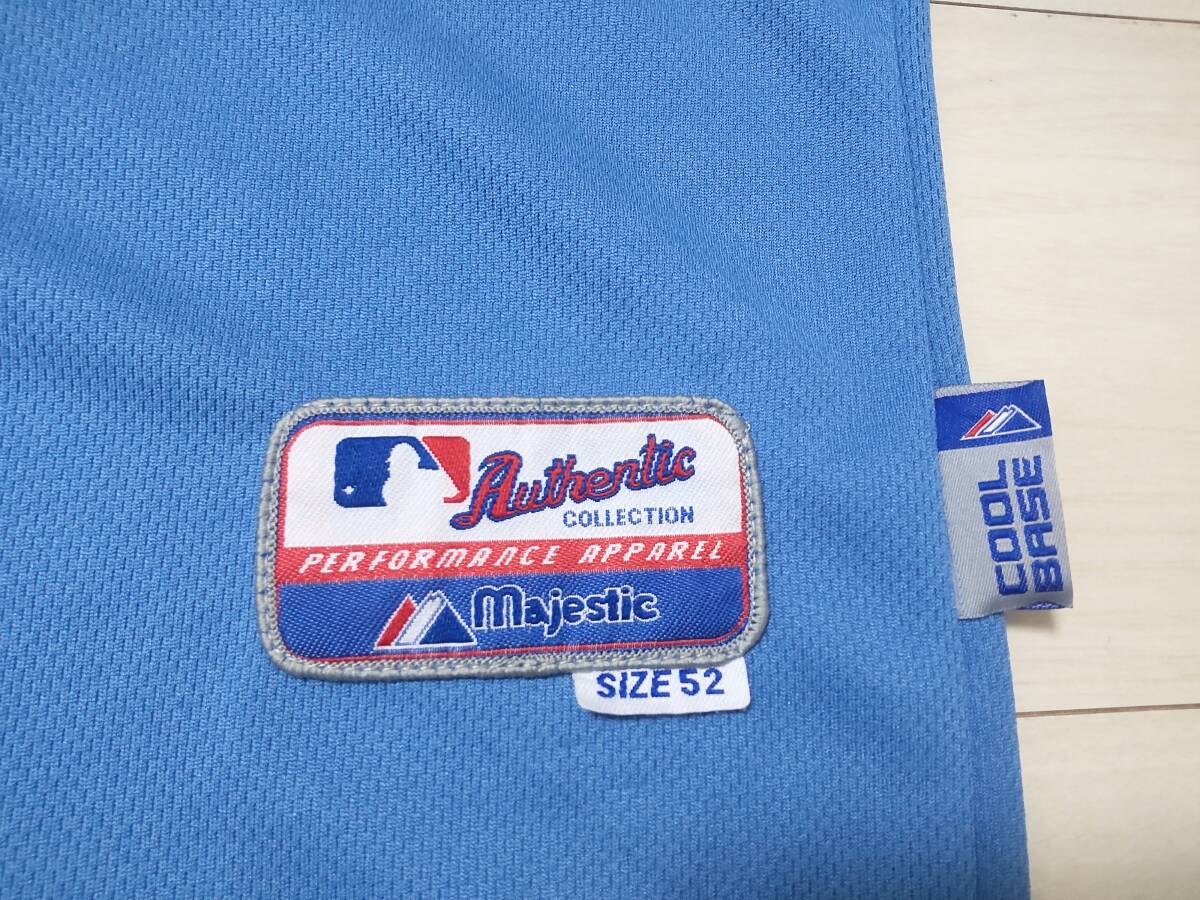 Authentic
COLLECTION
PERFORMANCE APPAREL
Majestic
SIZE 52
COOL
BASE